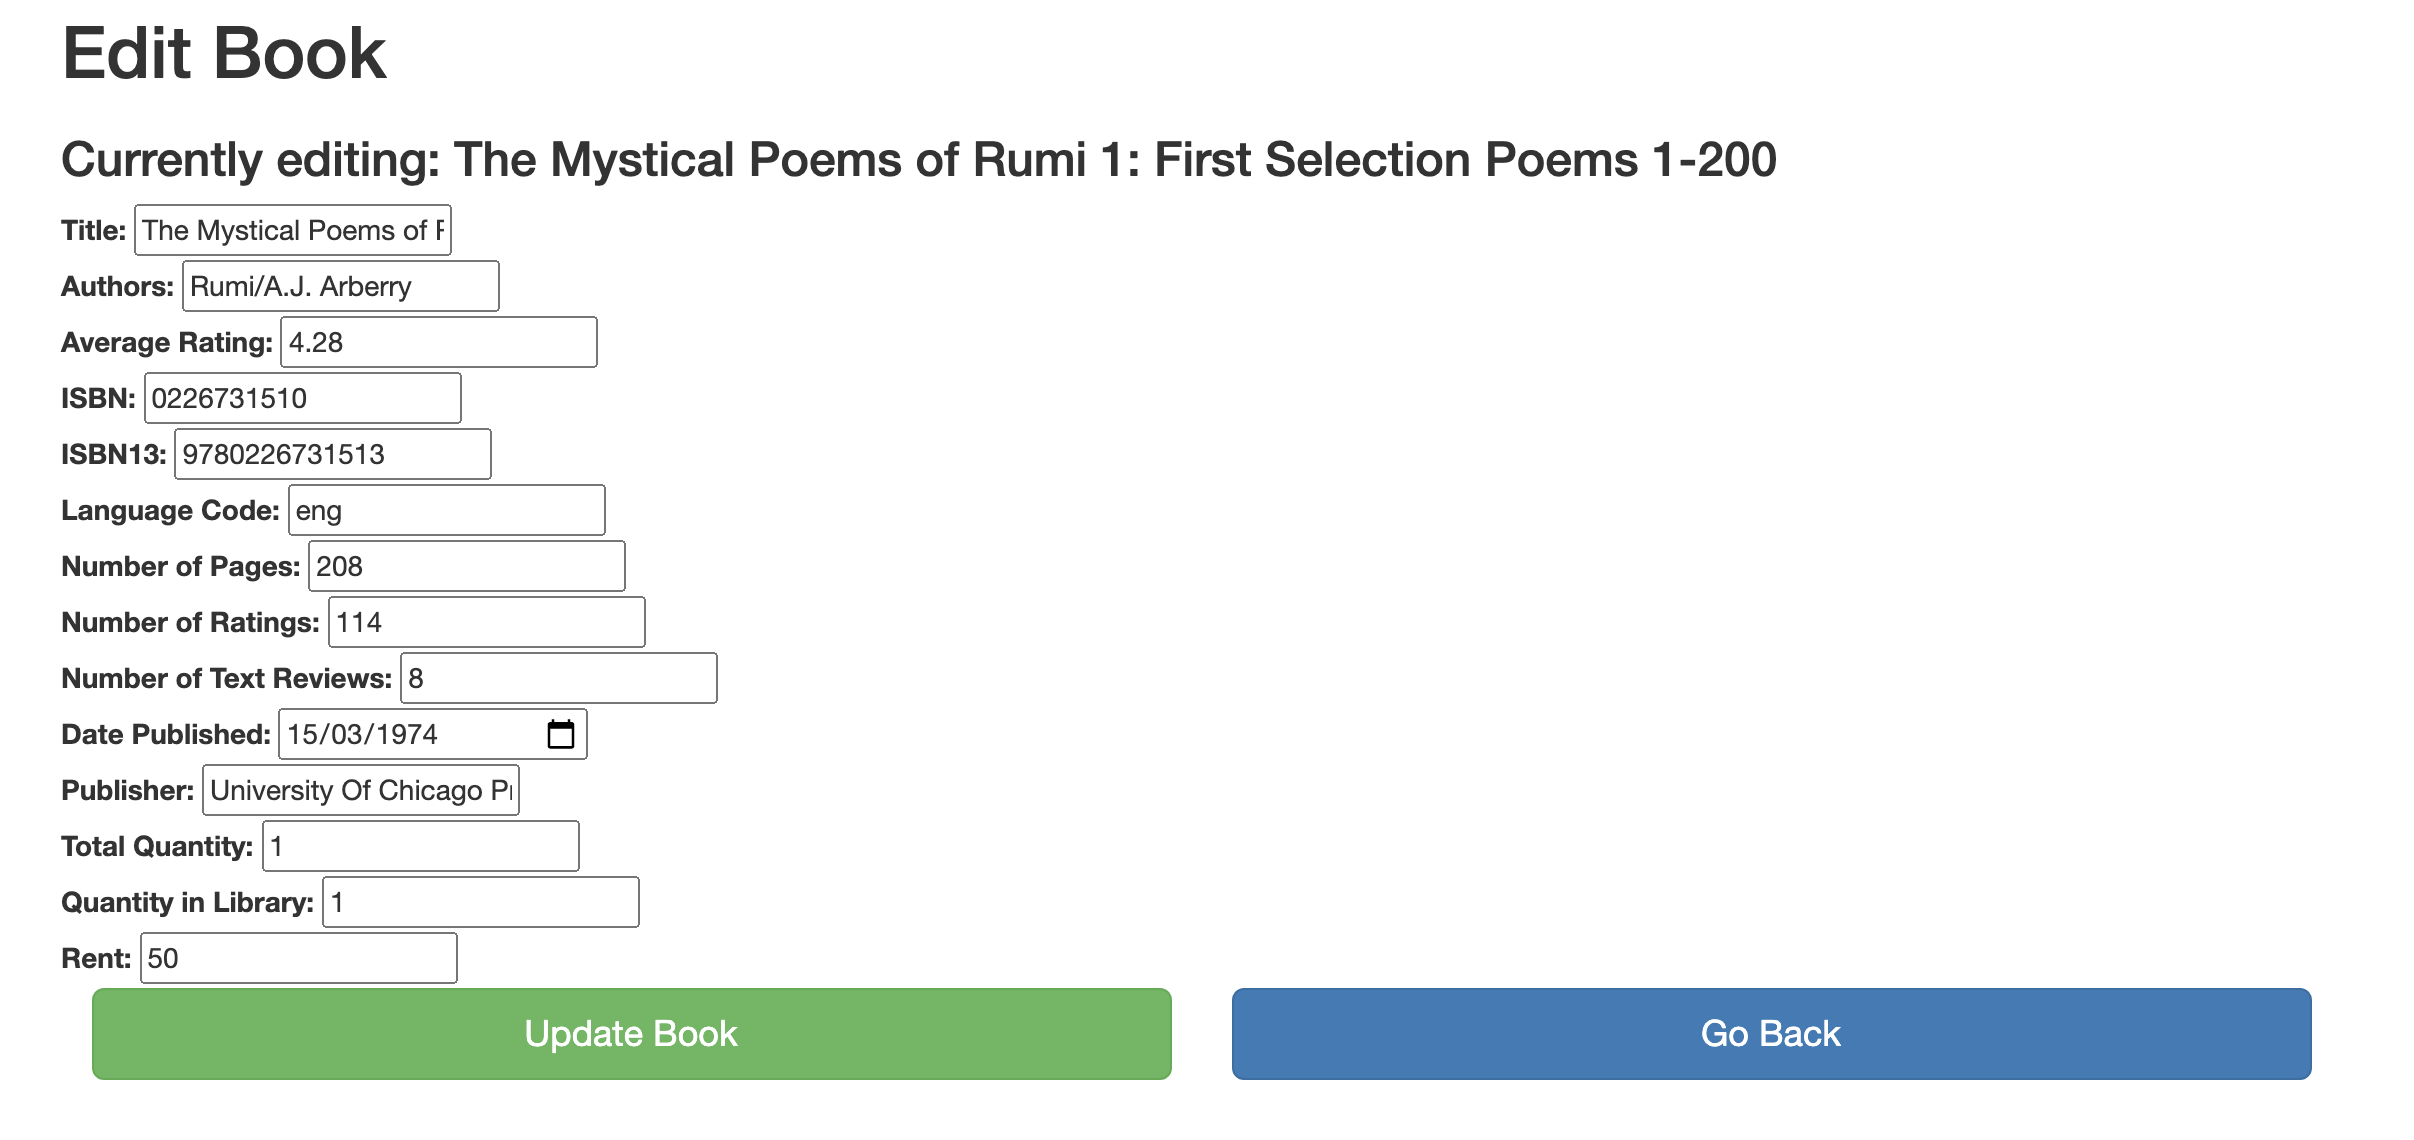 Edit Book
Currently editing: The Mystical Poems of Rumi 1: First Selection Poems 1-200
Title: The Mystical Poems of
Authors: Rumi/A.J. Arberry
Average Rating: 4.28
ISBN: 0226731510
ISBN13: 9780226731513
Language Code: eng
Number of Pages: 208
Number of Ratings: 114
Number of Text Reviews: 8
Date Published: 15/03/1974
Publisher: University Of Chicago
Total Quantity: 1
Quantity in Library: 1
Rent: 50
Update Book
Go Back